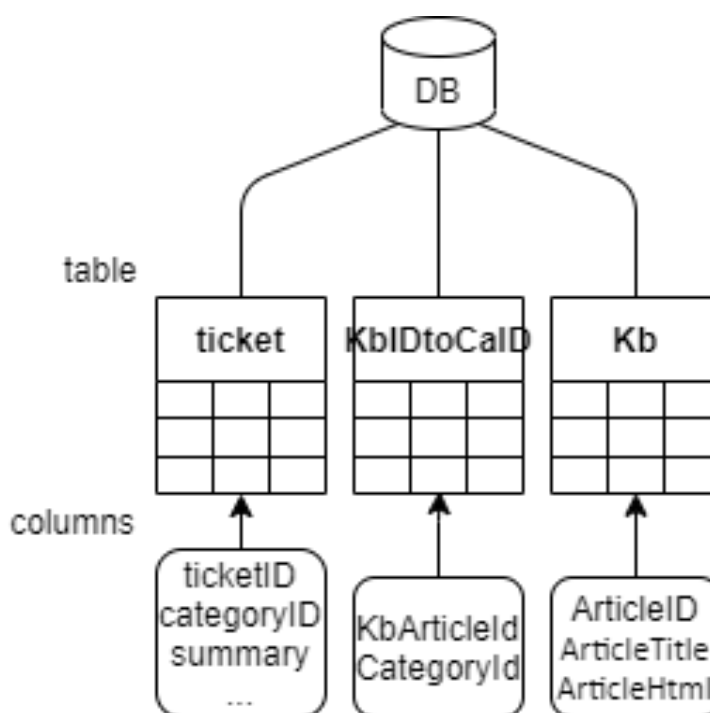 DB
table
ticket
KbIDtoCaID
Kb
columns
ticketID
categoryID
summary
...
KbArticleId
CategoryId
ArticleID
ArticleTitle
ArticleHtml